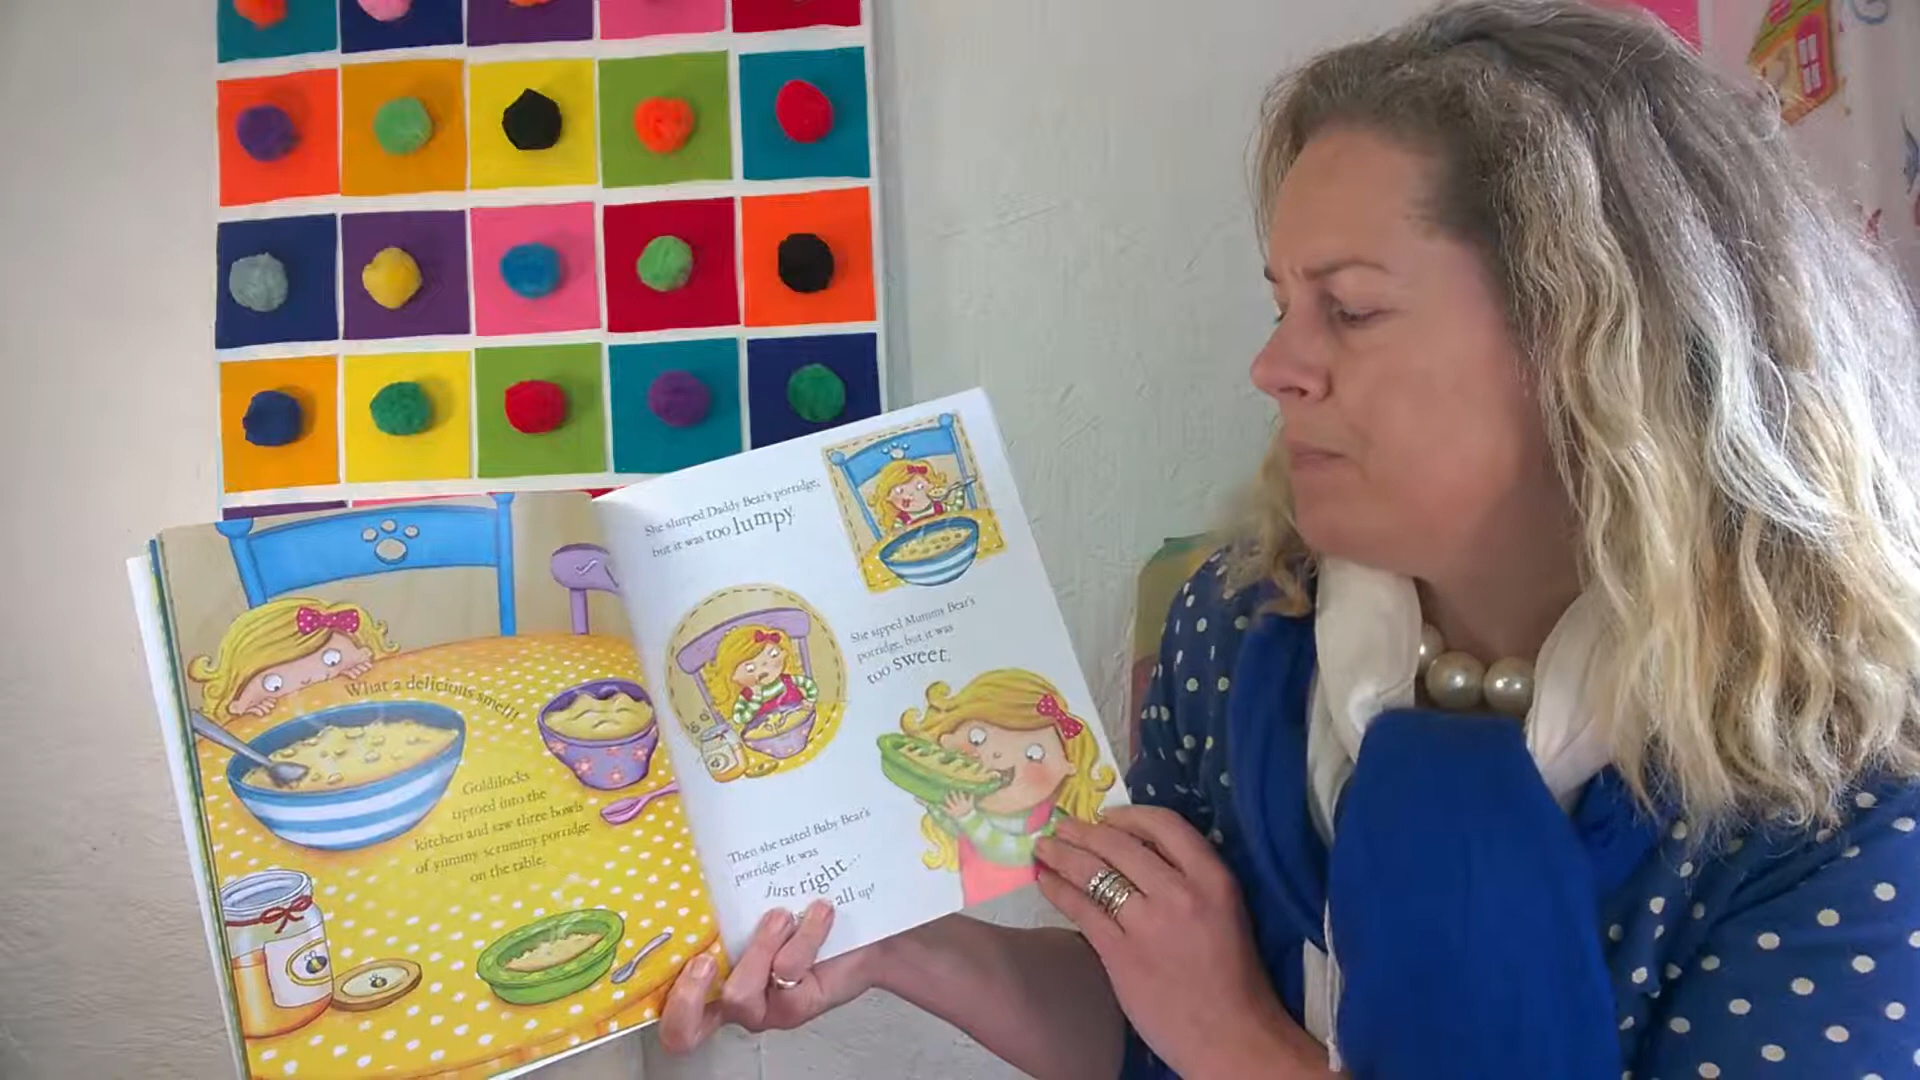 What a delicious smell!
Goldilocks
tiptoed into the
kitchen and saw three bowls
of yummy, scrummy porridge
on the table.
She slurped Daddy Bear's porridge,
but it was too lumpy.
She sipped Mummy Bear's
porridge, but it was
too sweet.
Then she tasted Baby Bear's
porridge. It was
just right...
all up!